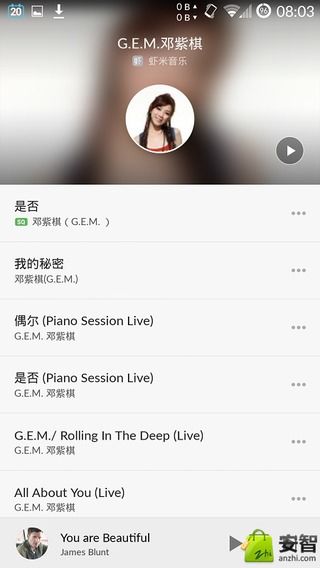 20
0 B
0 B
96
08:03
G.E.M.邓紫棋
虾 虾米音乐
是否
SQ 邓紫棋 ( G.E.M. )
我的秘密
邓紫棋(G.E.M.)
偶尔 (Piano Session Live)
G.E.M. 邓紫棋
是否 (Piano Session Live)
G.E.M. 邓紫棋
G.E.M./ Rolling In The Deep (Live)
G.E.M. 邓紫棋
All About You (Live)
G.E.M. 邓紫棋
You are Beautiful
James Blunt
zhi
安智
anzhi.com